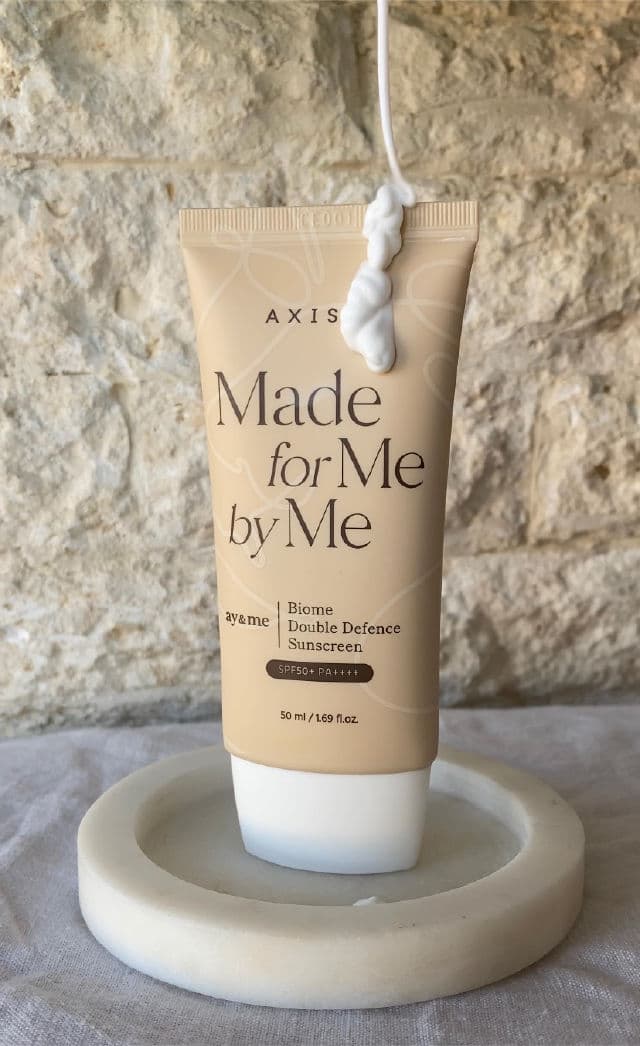 AXIS
Made
for Me
by Me
ay&me
Biome
Double Defence
Sunscreen
SPF50+ PA++++
50 ml / 1.69 fl.oz.